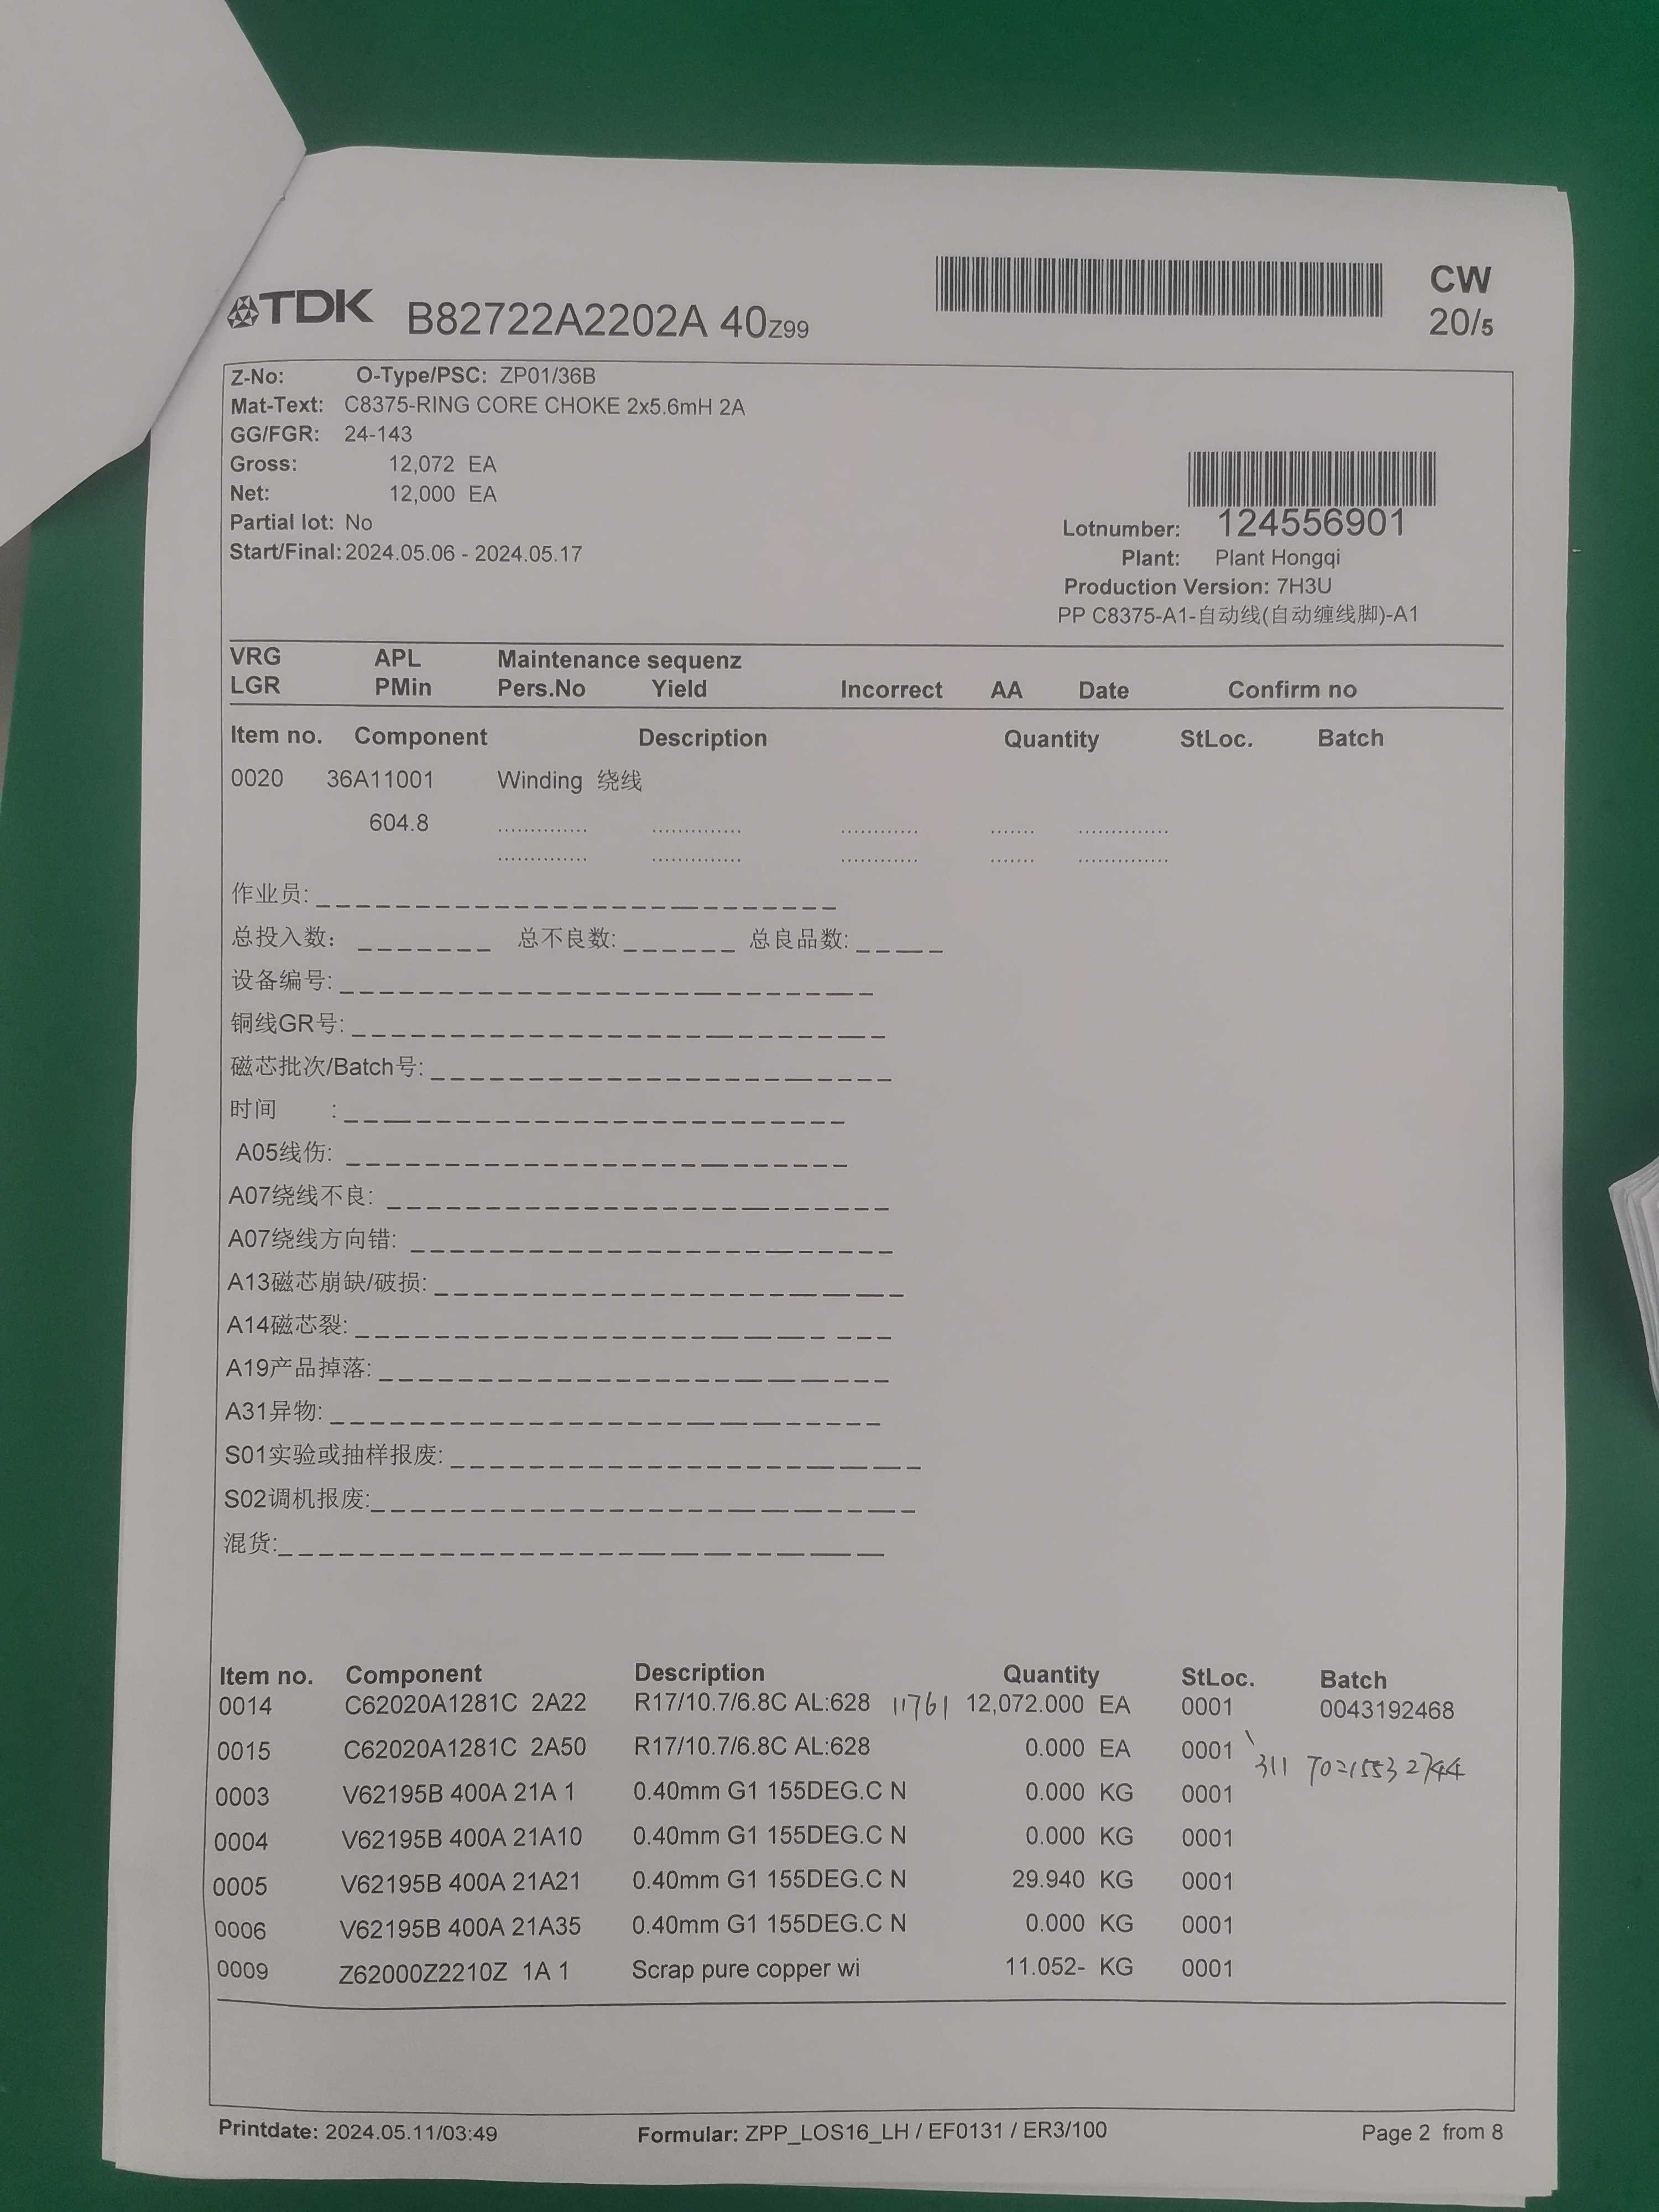 TDK B82722A2202A 40Z99 CW
20/5
Z-No: O-Type/PSC: ZP01/36B
Mat-Text: C8375-RING CORE CHOKE 2x5.6mH 2A
GG/FGR: 24-143
Gross: 12,072 EA
Net: 12,000 EA
Partial lot: No
Start/Final: 2024.05.06 - 2024.05.17
Lotnumber: 124556901
Plant: Plant Hongqi
Production Version: 7H3U
PP C8375-A1-自动线(自动缠线脚)-A1
VRG APL Maintenance sequenz
LGR PMin Pers.No Yield Incorrect AA Date Confirm no
Item no. Component Description Quantity StLoc. Batch
0020 36A11001 Winding 绕线
604.8
作业员:
总投入数: 总不良数: 总良品数:
设备编号:
铜线GR号:
磁芯批次/Batch号:
时间 :
A05线伤:
A07绕线不良:
A07绕线方向错:
A13磁芯崩缺/破损:
A14磁芯裂:
A19产品掉落:
A31异物:
S01实验或抽样报废:
S02调机报废:
混货:
Item no. Component Description Quantity StLoc. Batch
0014 C62020A1281C 2A22 R17/10.7/6.8C AL:628 11761 12,072.000 EA 0001 0043192468
0015 C62020A1281C 2A50 R17/10.7/6.8C AL:628 0.000 EA 0001
311 70215532744
0003 V62195B 400A 21A 1 0.40mm G1 155DEG.C N 0.000 KG 0001
0004 V62195B 400A 21A10 0.40mm G1 155DEG.C N 0.000 KG 0001
0005 V62195B 400A 21A21 0.40mm G1 155DEG.C N 29.940 KG 0001
0006 V62195B 400A 21A35 0.40mm G1 155DEG.C N 0.000 KG 0001
0009 Z62000Z2210Z 1A 1 Scrap pure copper wi 11.052- KG 0001
Printdate: 2024.05.11/03:49 Formular: ZPP_LOS16_LH / EF0131 / ER3/100 Page 2 from 8